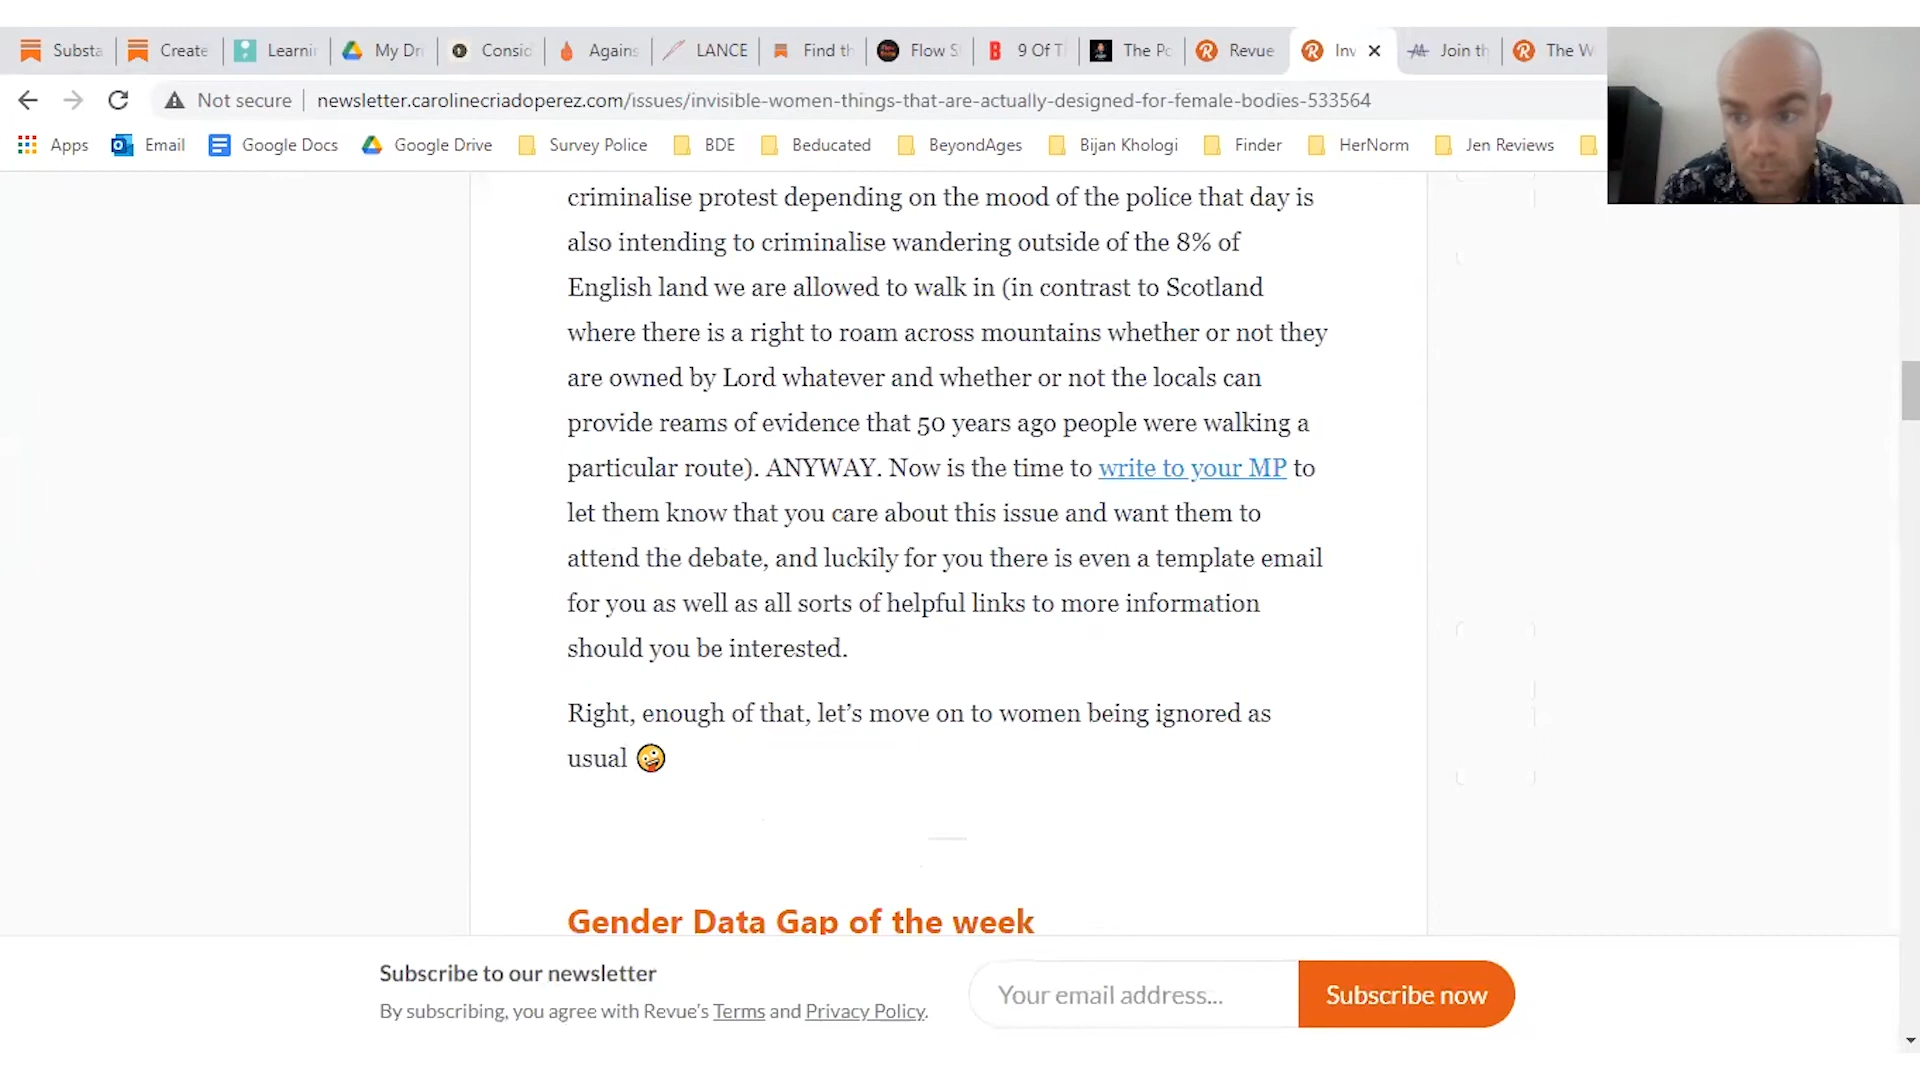 Substa
Create
Learnin
My Dri
Consid
Agains
LANCE
Find th
Flow S
9 Of T
The Po
Revue
Inv
Join th
The W
Not secure
newsletter.carolinecriadoperez.com/issues/invisible-women-things-that-are-actually-designed-for-female-bodies-533564
Apps
Email
Google Docs
Google Drive
Survey Police
BDE
Beducated
BeyondAges
Bijan Khologi
Finder
HerNorm
Jen Reviews
criminalise protest depending on the mood of the police that day is
also intending to criminalise wandering outside of the 8% of
English land we are allowed to walk in (in contrast to Scotland
where there is a right to roam across mountains whether or not they
are owned by Lord whatever and whether or not the locals can
provide reams of evidence that 50 years ago people were walking a
particular route). ANYWAY. Now is the time to write to your MP to
let them know that you care about this issue and want them to
attend the debate, and luckily for you there is even a template email
for you as well as all sorts of helpful links to more information
should you be interested.
Right, enough of that, let’s move on to women being ignored as
usual 🤪
Gender Data Gap of the week
Subscribe to our newsletter
By subscribing, you agree with Revue’s Terms and Privacy Policy.
Your email address...
Subscribe now